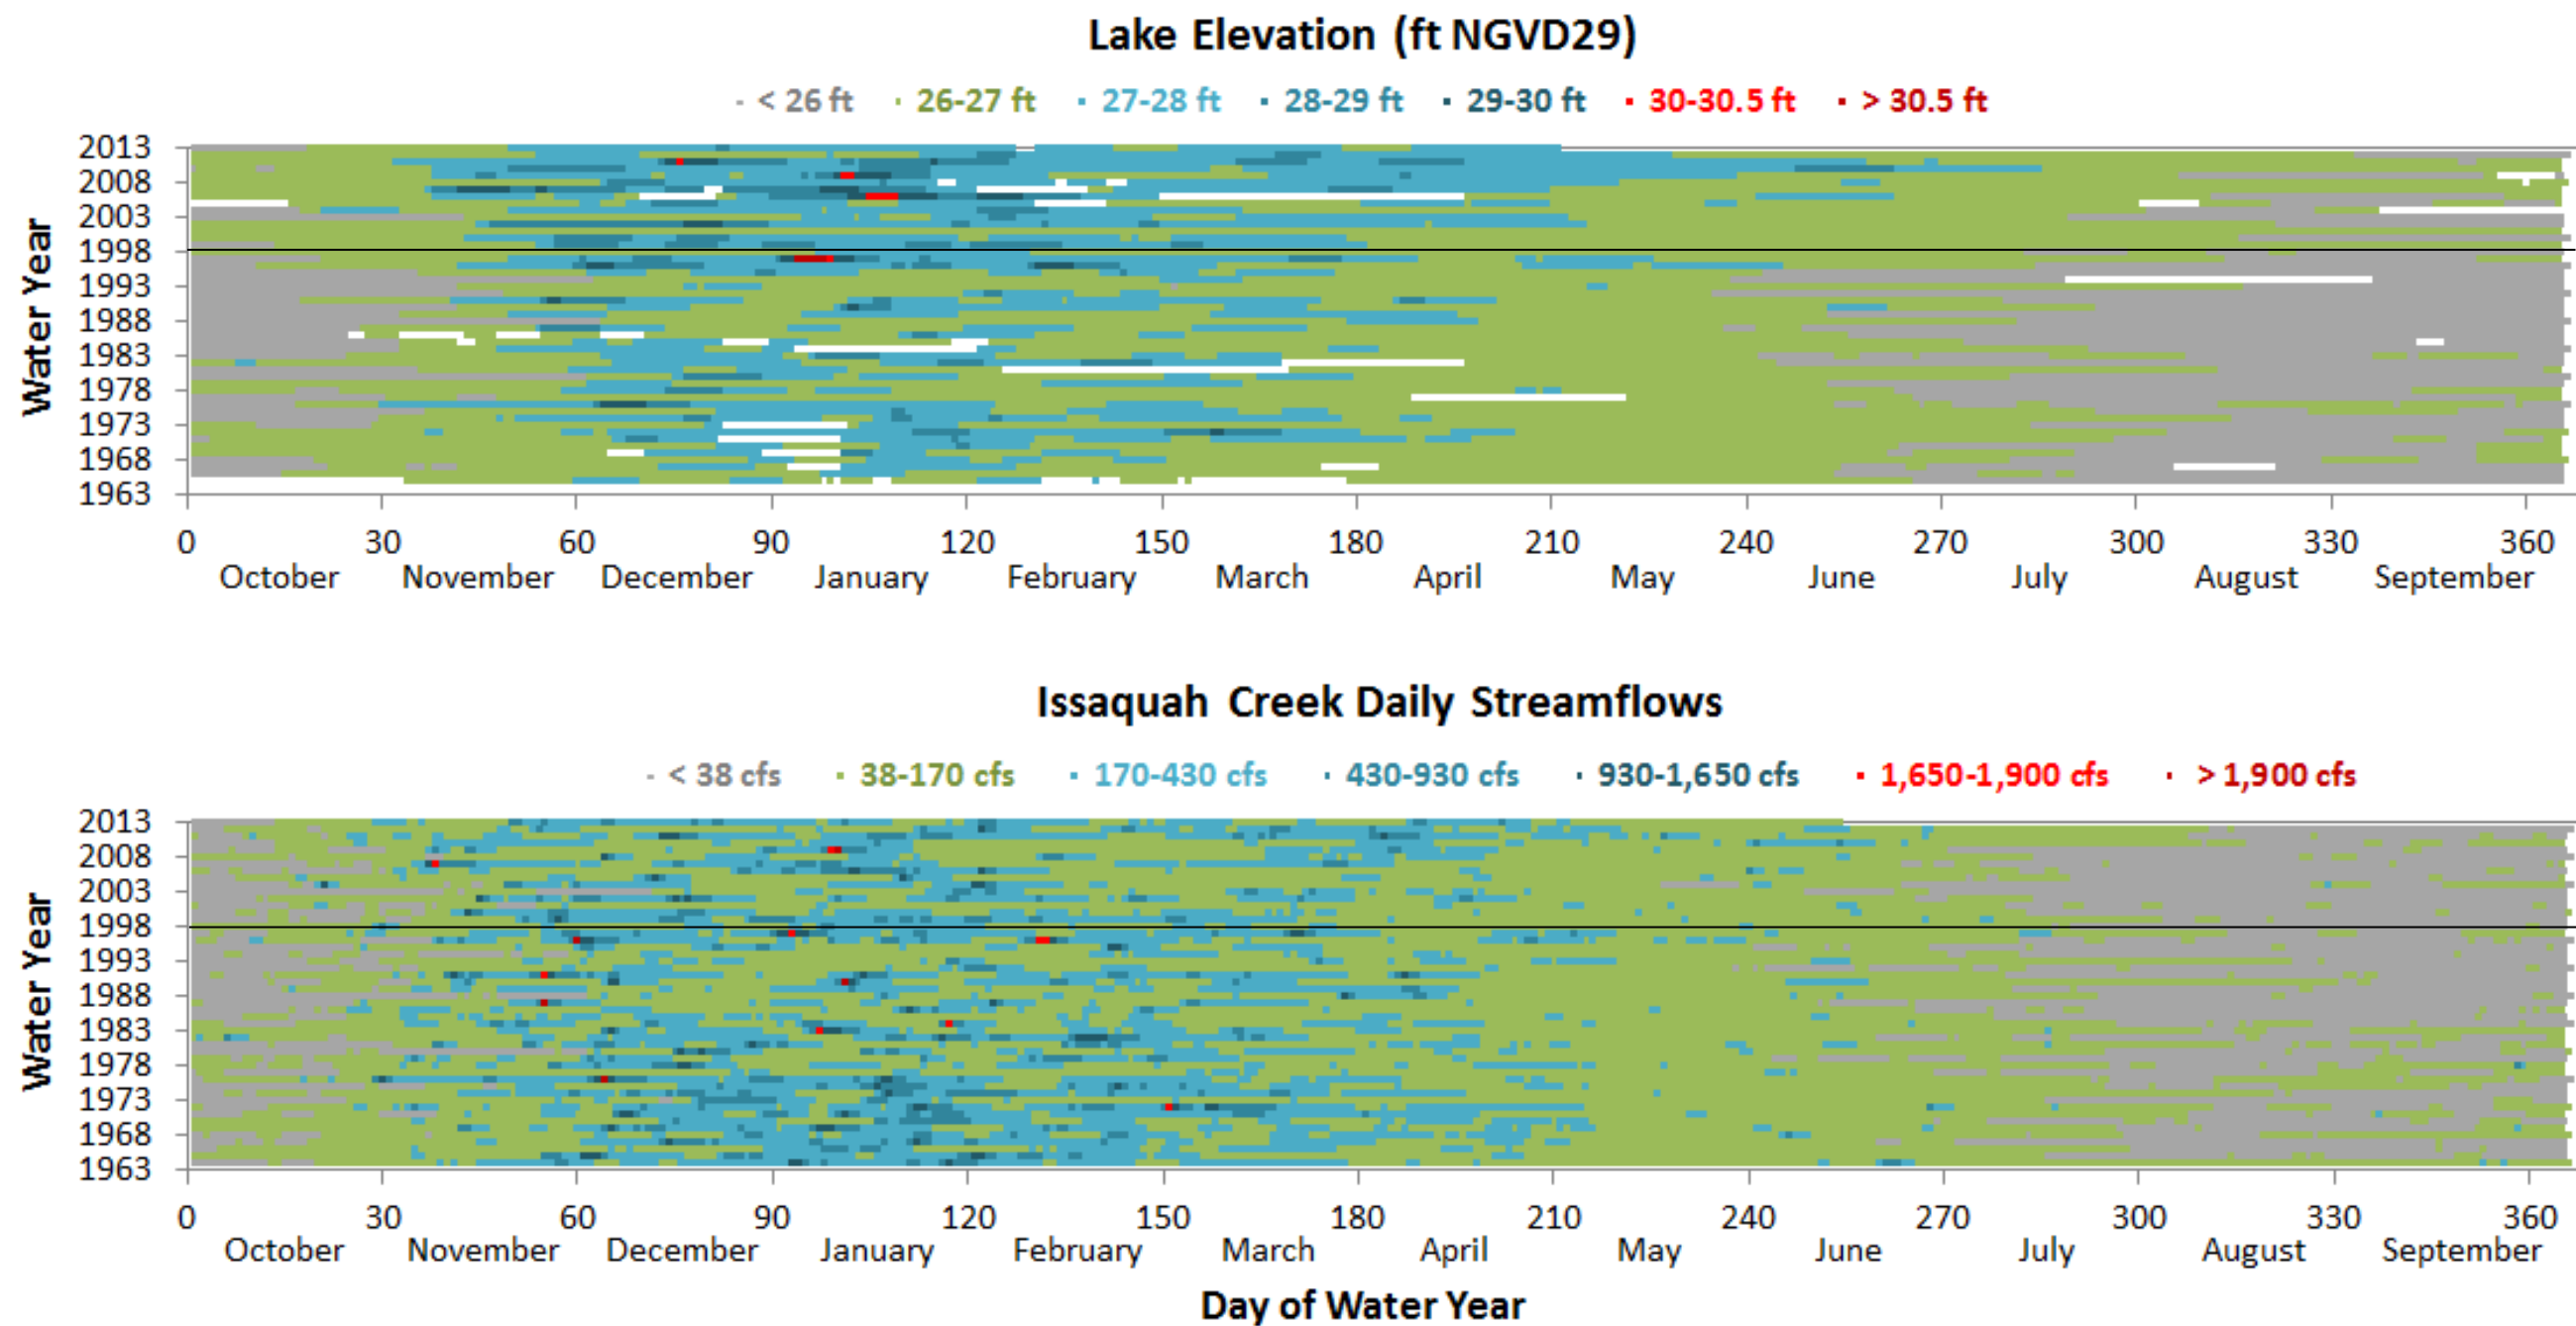 Lake Elevation (ft NGVD29)
< 26 ft 26-27 ft 27-28 ft 28-29 ft 29-30 ft 30-30.5 ft > 30.5 ft
Water Year
2013
2008
2003
1998
1993
1988
1983
1978
1973
1968
1963
0 30 60 90 120 150 180 210 240 270 300 330 360
October November December January February March April May June July August September
Issaquah Creek Daily Streamflows
< 38 cfs 38-170 cfs 170-430 cfs 430-930 cfs 930-1,650 cfs 1,650-1,900 cfs > 1,900 cfs
Water Year
2013
2008
2003
1998
1993
1988
1983
1978
1973
1968
1963
0 30 60 90 120 150 180 210 240 270 300 330 360
October November December January February March April May June July August September
Day of Water Year